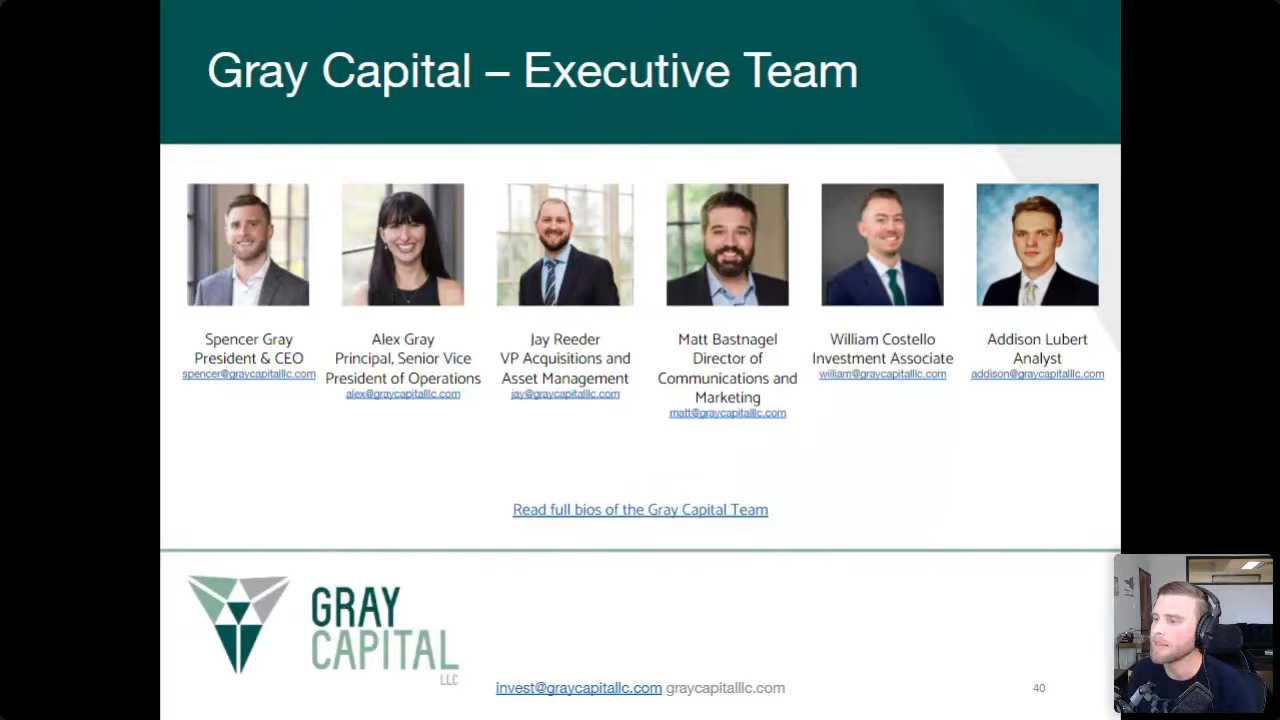 Gray Capital – Executive Team
Spencer Gray
President & CEO
spencer@graycapitalllc.com
Alex Gray
Principal, Senior Vice
President of Operations
alex@graycapitalllc.com
Jay Reeder
VP Acquisitions and
Asset Management
jay@graycapitalllc.com
Matt Bastnagel
Director of
Communications and
Marketing
matt@graycapitalllc.com
William Costello
Investment Associate
william@graycapitalllc.com
Addison Lubert
Analyst
addison@graycapitalllc.com
Read full bios of the Gray Capital Team
GRAY
CAPITAL
LLC
invest@graycapitallc.com graycapitalllc.com
40